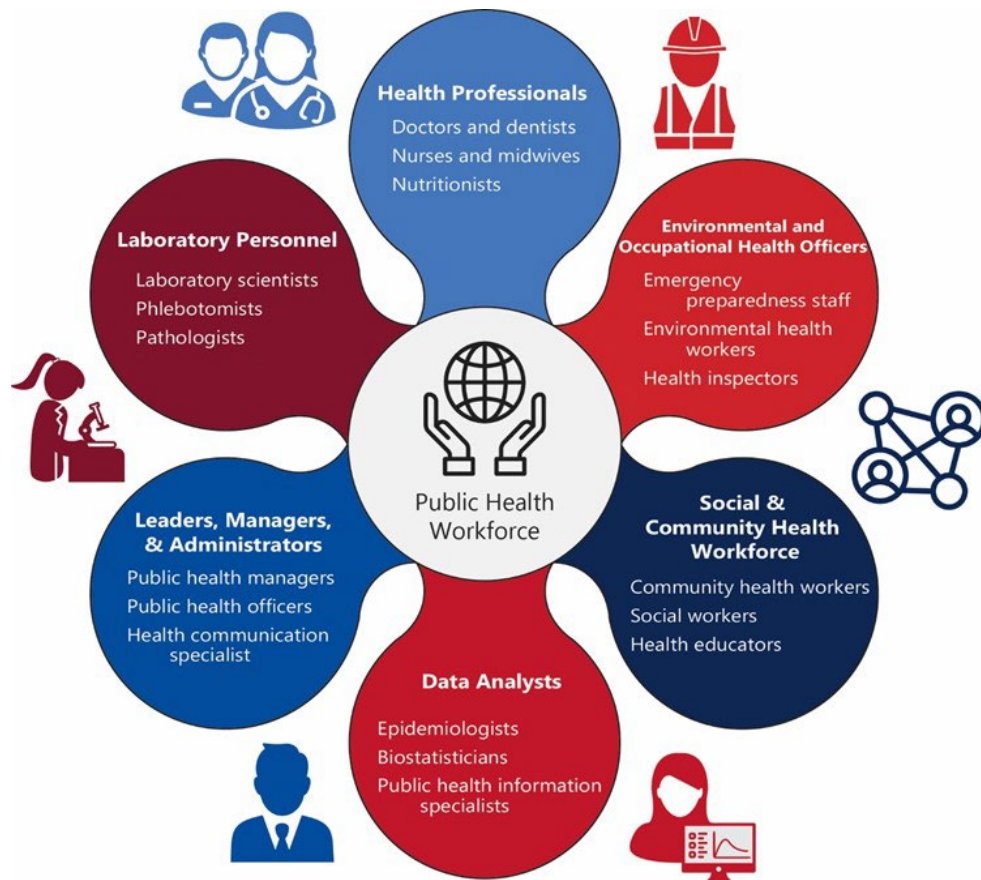 Health Professionals
Doctors and dentists
Nurses and midwives
Nutritionists
Environmental and
Occupational Health Officers
Emergency
preparedness staff
Environmental health
workers
Health inspectors
Social &
Community Health
Workforce
Community health workers
Social workers
Health educators
Data Analysts
Epidemiologists
Biostatisticians
Public health information
specialists
Leaders, Managers,
& Administrators
Public health managers
Public health officers
Health communication
specialist
Laboratory Personnel
Laboratory scientists
Phlebotomists
Pathologists
Public Health
Workforce